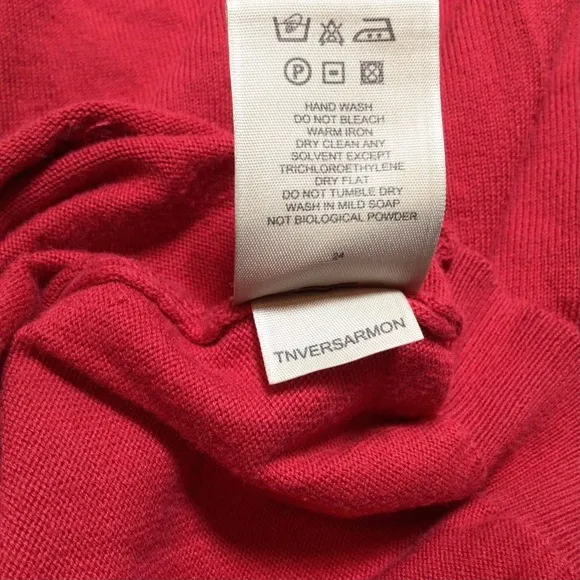 P
HAND WASH
DO NOT BLEACH
WARM IRON
DRY CLEAN ANY
SOLVENT EXCEPT
TRICHLOROETHYLENE
DRY FLAT
DO NOT TUMBLE DRY
WASH IN MILD SOAP
NOT BIOLOGICAL POWDER
24
TNVERSARMON